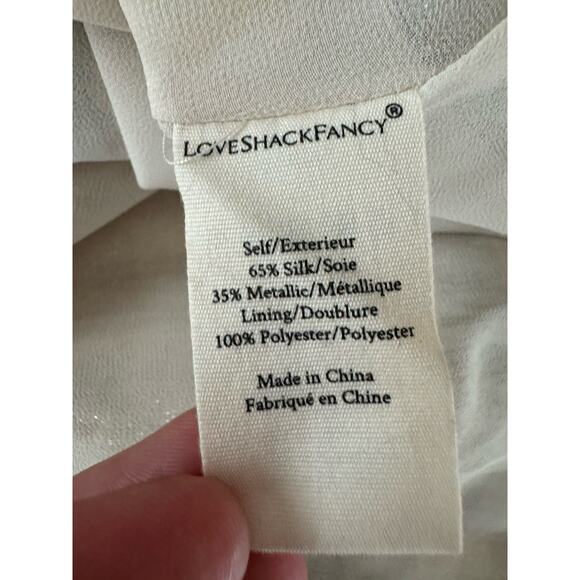 LOVESHACKFANCY®
Self/Exterieur
65% Silk/Soie
35% Metallic/Métallique
Lining/Doublure
100% Polyester/Polyester
Made in China
Fabriqué en Chine